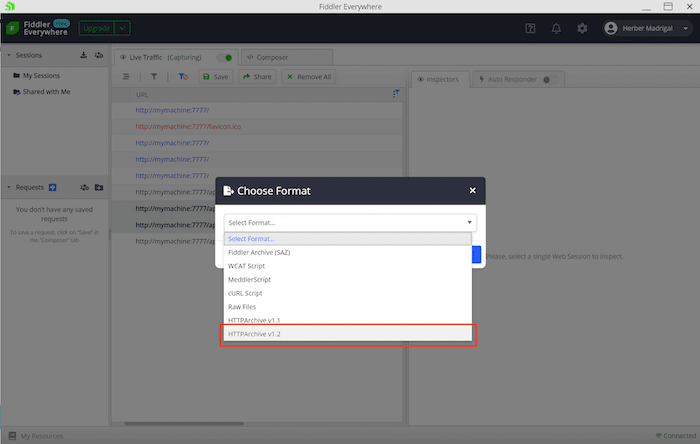 Fiddler Everywhere
Fiddler Free
Everywhere
Upgrade
Herber Madrigal
Sessions
Live Traffic (Capturing)
Composer
My Sessions
Shared with Me
Save
Share
Remove All
Inspectors
Auto Responder
URL
http://mymachine:7777/
http://mymachine:7777/favicon.ico
http://mymachine:7777/
http://mymachine:7777/
http://mymachine:7777/
http://mymachine:7777/ap
http://mymachine:7777/ap
http://mymachine:7777/ap
http://mymachine:7777/ap
Requests
You don't have any saved
requests
To save a request, click on "Save" in
the "Composer" tab.
Choose Format
Select Format...
Select Format...
Fiddler Archive (SAZ)
WCAT Script
MeddlerScript
cURL Script
Raw Files
HTTPArchive v1.1
HTTPArchive v1.2
Please, select a single Web Session to inspect.
My Resources
Connected